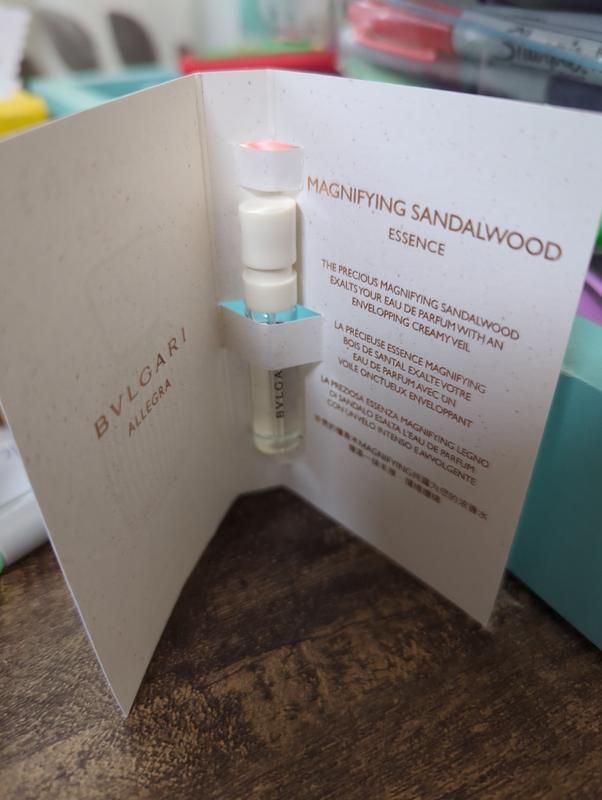 BVLGARI
ALLEGRA
BVLGA
MAGNIFYING SANDALWOOD
ESSENCE
THE PRECIOUS MAGNIFYING SANDALWOOD
EXALTS YOUR EAU DE PARFUM WITH AN
ENVELOPPING CREAMY VEIL
LA PRÉCIEUSE ESSENCE MAGNIFYING
BOIS DE SANTAL EXALTE VOTRE
EAU DE PARFUM AVEC UN
VOILE ONCTUEUX ENVELOPPANT
LA PREZIOSA ESSENZA MAGNIFYING LEGNO
DI SANDALO ESALTA L'EAU DE PARFUM
CON UN VELO INTENSO E AVVOLGENTE
MAGNIFYING